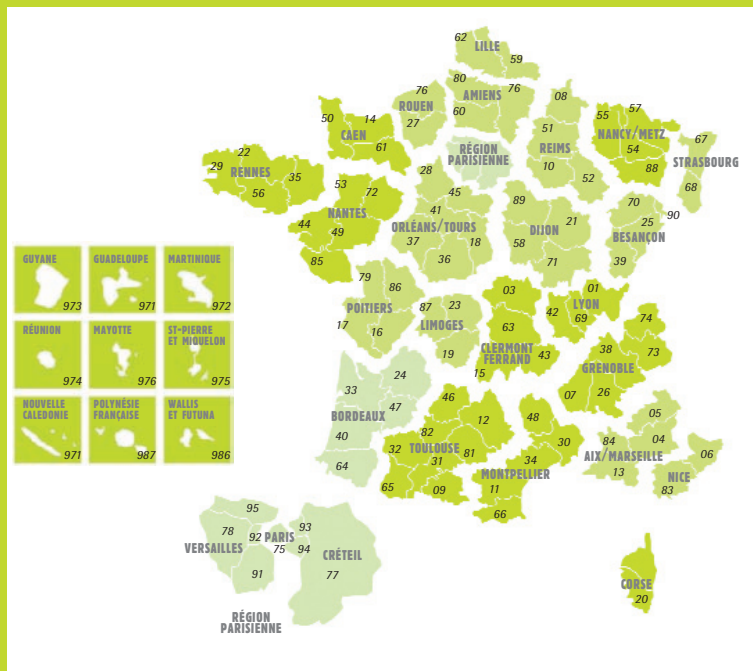 62
LILLE
59
80
76
AMIENS
60
76
ROUEN
27
08
51
REIMS
10
52
55
57
NANCY/METZ
54
88
67
STRASBOURG
68
50
14
CAEN
61
RÉGION
PARISIENNE
22
29
35
RENNES
56
53
72
NANTES
44
49
85
28
45
41
ORLÉANS/TOURS
37
18
36
89
21
DIJON
58
71
70
90
25
BESANÇON
39
GUYANE
973
GUADELOUPE
971
MARTINIQUE
972
RÉUNION
974
MAYOTTE
976
ST-PIERRE
ET MIQUELON
975
NOUVELLE
CALEDONIE
971
POLYNÉSIE
FRANÇAISE
987
WALLIS
ET FUTUNA
986
79
86
POITIERS
17
16
87
23
LIMOGES
19
03
63
CLERMONT
FERRAND
43
15
01
LYON
42
69
74
38
73
GRENOBLE
07
26
24
33
47
BORDEAUX
40
64
46
12
82
TOULOUSE
32
81
31
65
09
48
30
34
MONTPELLIER
11
66
05
84
04
AIX/MARSEILLE
13
06
NICE
83
95
78
93
92
PARIS
VERSAILLES
75
94
CRÉTEIL
91
77
RÉGION
PARISIENNE
CORSE
20